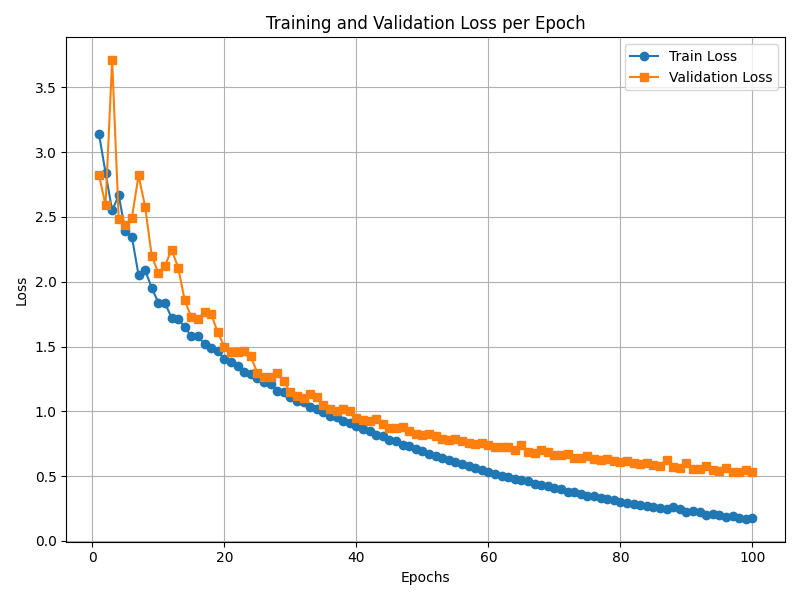 Training and Validation Loss per Epoch
Train Loss
Validation Loss
3.5
3.0
2.5
2.0
1.5
1.0
0.5
0.0
Loss
0 20 40 60 80 100
Epochs